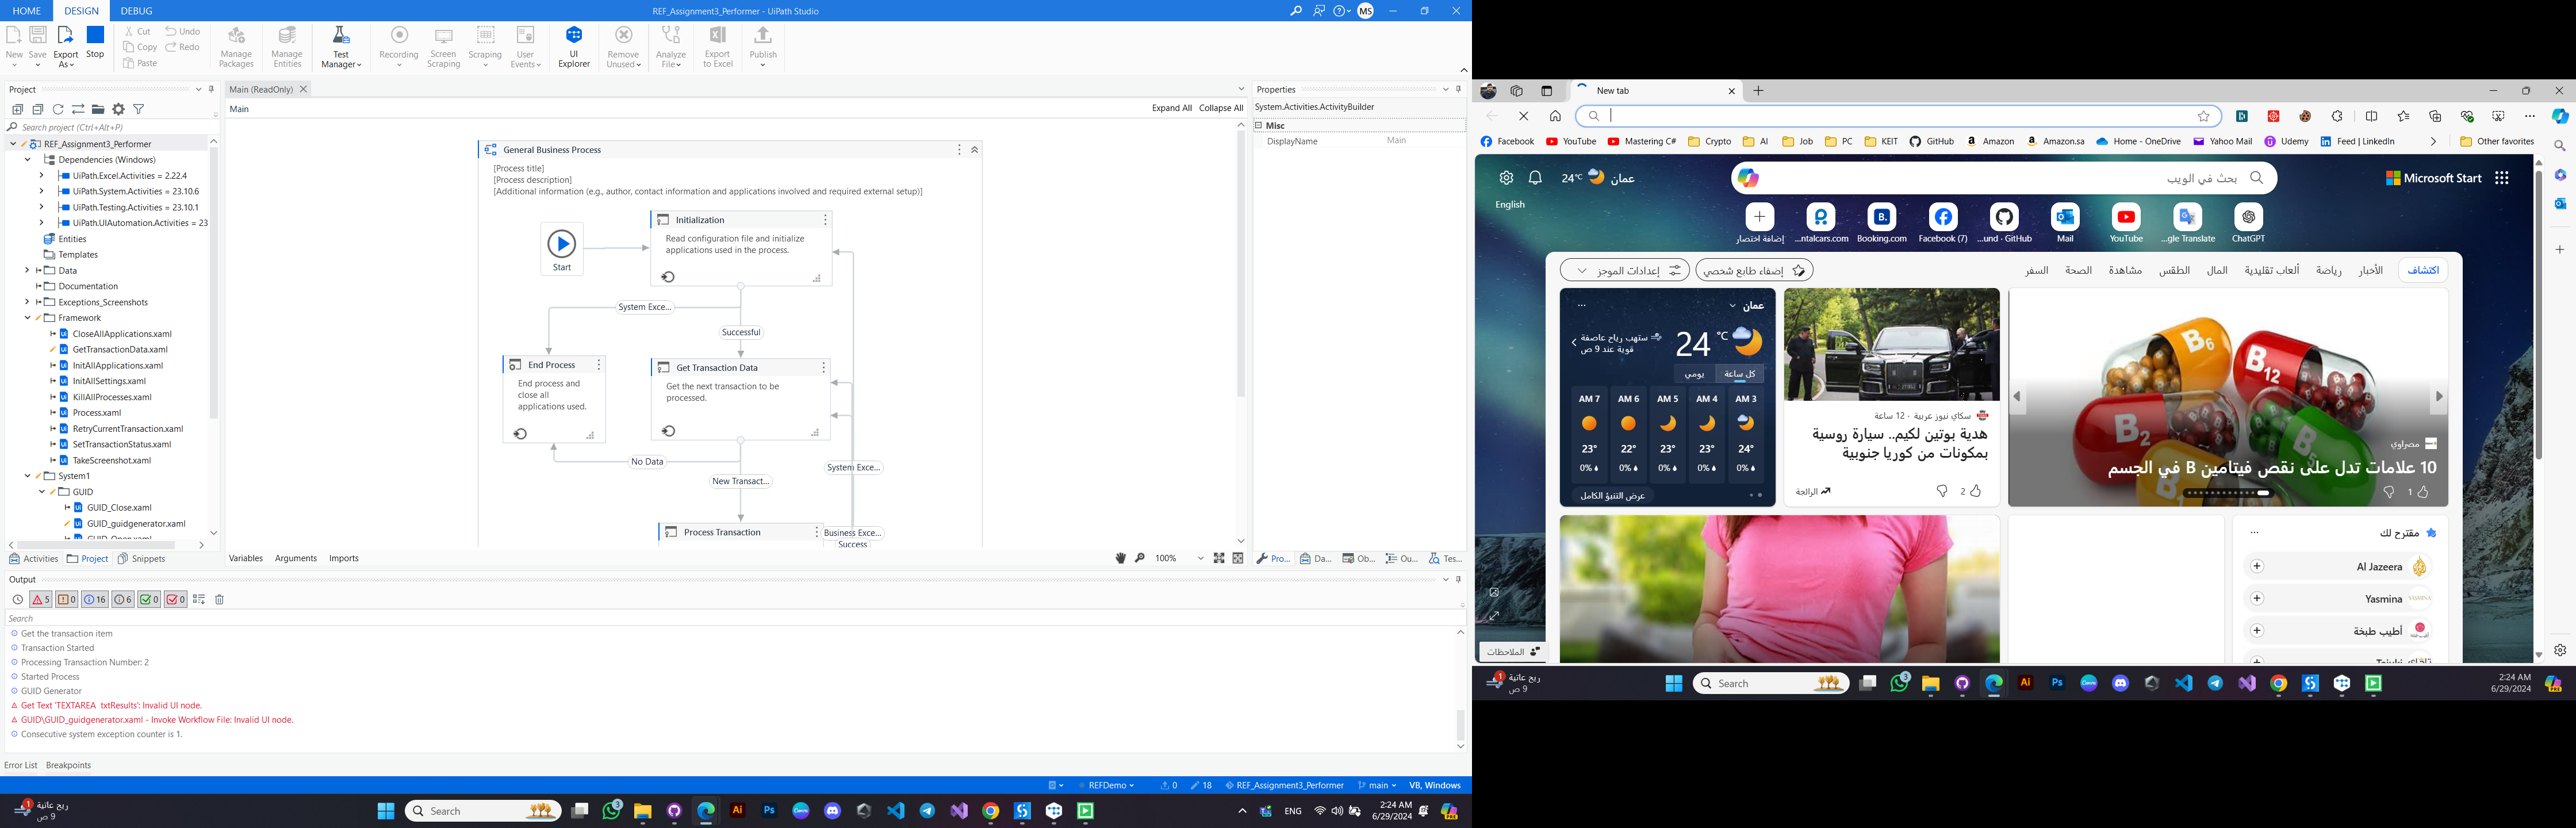 HOME
DESIGN
DEBUG
REF_Assignment3_Performer - UiPath Studio
MS
New
Save
Export As
Stop
Cut
Copy
Paste
Undo
Redo
Manage Packages
Manage Entities
Test Manager
Recording
Screen Scraping
Scraping
User Events
UI Explorer
Remove Unused
Analyze File
Export to Excel
Publish
Project
Search project (Ctrl+Alt+P)
REF_Assignment3_Performer
Dependencies (Windows)
UiPath.Excel.Activities = 2.22.4
UiPath.System.Activities = 23.10.6
UiPath.Testing.Activities = 23.10.1
UiPath.UIAutomation.Activities = 23
Entities
Templates
Data
Documentation
Exceptions_Screenshots
Framework
CloseAllApplications.xaml
GetTransactionData.xaml
InitAllApplications.xaml
InitAllSettings.xaml
KillAllProcesses.xaml
Process.xaml
RetryCurrentTransaction.xaml
SetTransactionStatus.xaml
TakeScreenshot.xaml
System1
GUID
GUID_Close.xaml
GUID_guidgenerator.xaml
GUID_Open.xaml
Activities
Project
Snippets
Main (ReadOnly)
Main
Expand All
Collapse All
General Business Process
[Process title]
[Process description]
[Additional information (e.g., author, contact information and applications involved and required external setup)]
Start
Initialization
Read configuration file and initialize
applications used in the process.
System Exce...
Successful
End Process
End process and
close all
applications used.
Get Transaction Data
Get the next transaction to be
processed.
No Data
System Exce...
New Transact...
Process Transaction
Business Exce...
Success
Variables
Arguments
Imports
100%
Properties
System.Activities.ActivityBuilder
Misc
DisplayName
Main
Pro...
Da...
Ob...
Ou...
Tes...
Output
5
0
16
6
0
0
Search
Get the transaction item
Transaction Started
Processing Transaction Number: 2
Started Process
GUID Generator
Get Text 'TEXTAREA  txtResults': Invalid UI node.
GUID\GUID_guidgenerator.xaml - Invoke Workflow File: Invalid UI node.
Consecutive system exception counter is 1.
Error List
Breakpoints
REFDemo
0
18
REF_Assignment3_Performer
main
VB, Windows
1
ريح عاتية
9 ص
Search
3
ENG
2:24 AM
6/29/2024
New tab
Facebook
YouTube
Mastering C#
Crypto
AI
Job
PC
KEIT
GitHub
Amazon
Amazon.sa
Home - OneDrive
Yahoo Mail
Udemy
Feed | LinkedIn
Other favorites
24°C
عمان
English
بحث في الويب
Microsoft Start
إضافة اختصار
...ntalcars.com
Booking.com
Facebook (7)
...und · GitHub
Mail
YouTube
...gle Translate
ChatGPT
اكتشاف
الأخبار
رياضة
ألعاب تقليدية
المال
الطقس
مشاهدة
الصحة
السفر
إضفاء طابع شخصي
إعدادات الموجز
عمان
24 °C
ستهب رياح عاصفة
قوية عند 9 ص
كل ساعة
يومي
AM 7
AM 6
AM 5
AM 4
AM 3
23°
22°
23°
23°
24°
0%
0%
0%
0%
0%
عرض التنبؤ الكامل
سكاي نيوز عربية · 12 ساعة
هدية بوتين لكيم.. سيارة روسية
بمكونات من كوريا جنوبية
الرائجة
2
B6
B12
B2
B
مصراوي
10 علامات تدل على نقص فيتامين B في الجسم
1
مقترح لك
Al Jazeera
Yasmina
أطيب طبخة
الملاحظات
1
ريح عاتية
9 ص
Search
3
2:24 AM
6/29/2024